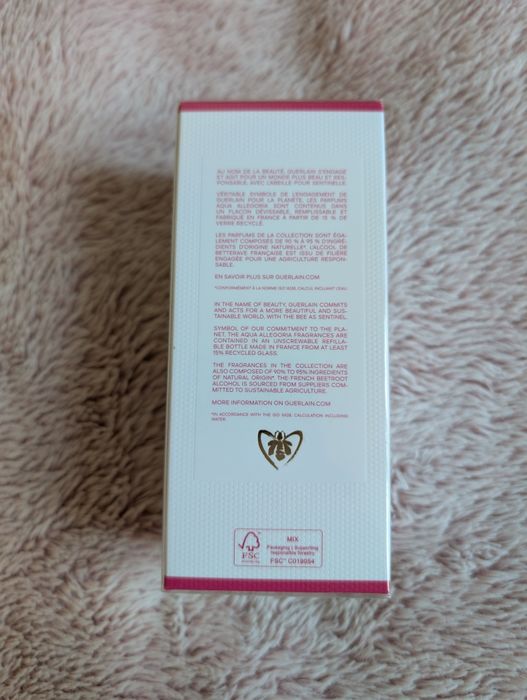 AU NOM DE LA BEAUTÉ, GUERLAIN S'ENGAGE
ET AGIT POUR UN MONDE PLUS BEAU ET RES-
PONSABLE, AVEC L'ABEILLE POUR SENTINELLE.
VÉRITABLE SYMBOLE DE L'ENGAGEMENT DE
GUERLAIN POUR LA PLANÈTE, LES PARFUMS
AQUA ALLEGORIA SONT CONTENUS DANS
UN FLACON DÉVISSABLE, REMPLISSABLE ET
FABRIQUÉ EN FRANCE À PARTIR DE 15 % DE
VERRE RECYCLÉ.
LES PARFUMS DE LA COLLECTION SONT ÉGA-
LEMENT COMPOSÉS DE 90 % À 95 % D'INGRÉ-
DIENTS D'ORIGINE NATURELLE*. L'ALCOOL DE
BETTERAVE FRANÇAISE EST ISSU DE FILIÈRE
ENGAGÉE POUR UNE AGRICULTURE RESPON-
SABLE.
EN SAVOIR PLUS SUR GUERLAIN.COM
*CONFORMÉMENT À LA NORME ISO 16128, CALCUL INCLUANT L'EAU.
IN THE NAME OF BEAUTY, GUERLAIN COMMITS
AND ACTS FOR A MORE BEAUTIFUL AND SUS-
TAINABLE WORLD, WITH THE BEE AS SENTINEL.
SYMBOL OF OUR COMMITMENT TO THE PLA-
NET, THE AQUA ALLEGORIA FRAGRANCES ARE
CONTAINED IN AN UNSCREWABLE REFILLA-
BLE BOTTLE MADE IN FRANCE FROM AT LEAST
15% RECYCLED GLASS.
THE FRAGRANCES IN THE COLLECTION ARE
ALSO COMPOSED OF 90% TO 95% INGREDIENTS
OF NATURAL ORIGIN*. THE FRENCH BEETROOT
ALCOHOL IS SOURCED FROM SUPPLIERS COM-
MITTED TO SUSTAINABLE AGRICULTURE.
MORE INFORMATION ON GUERLAIN.COM
*IN ACCORDANCE WITH THE ISO 16128, CALCULATION INCLUDING
WATER.
FSC
MIX
Packaging | Supporting
responsible forestry
FSC™ C019054